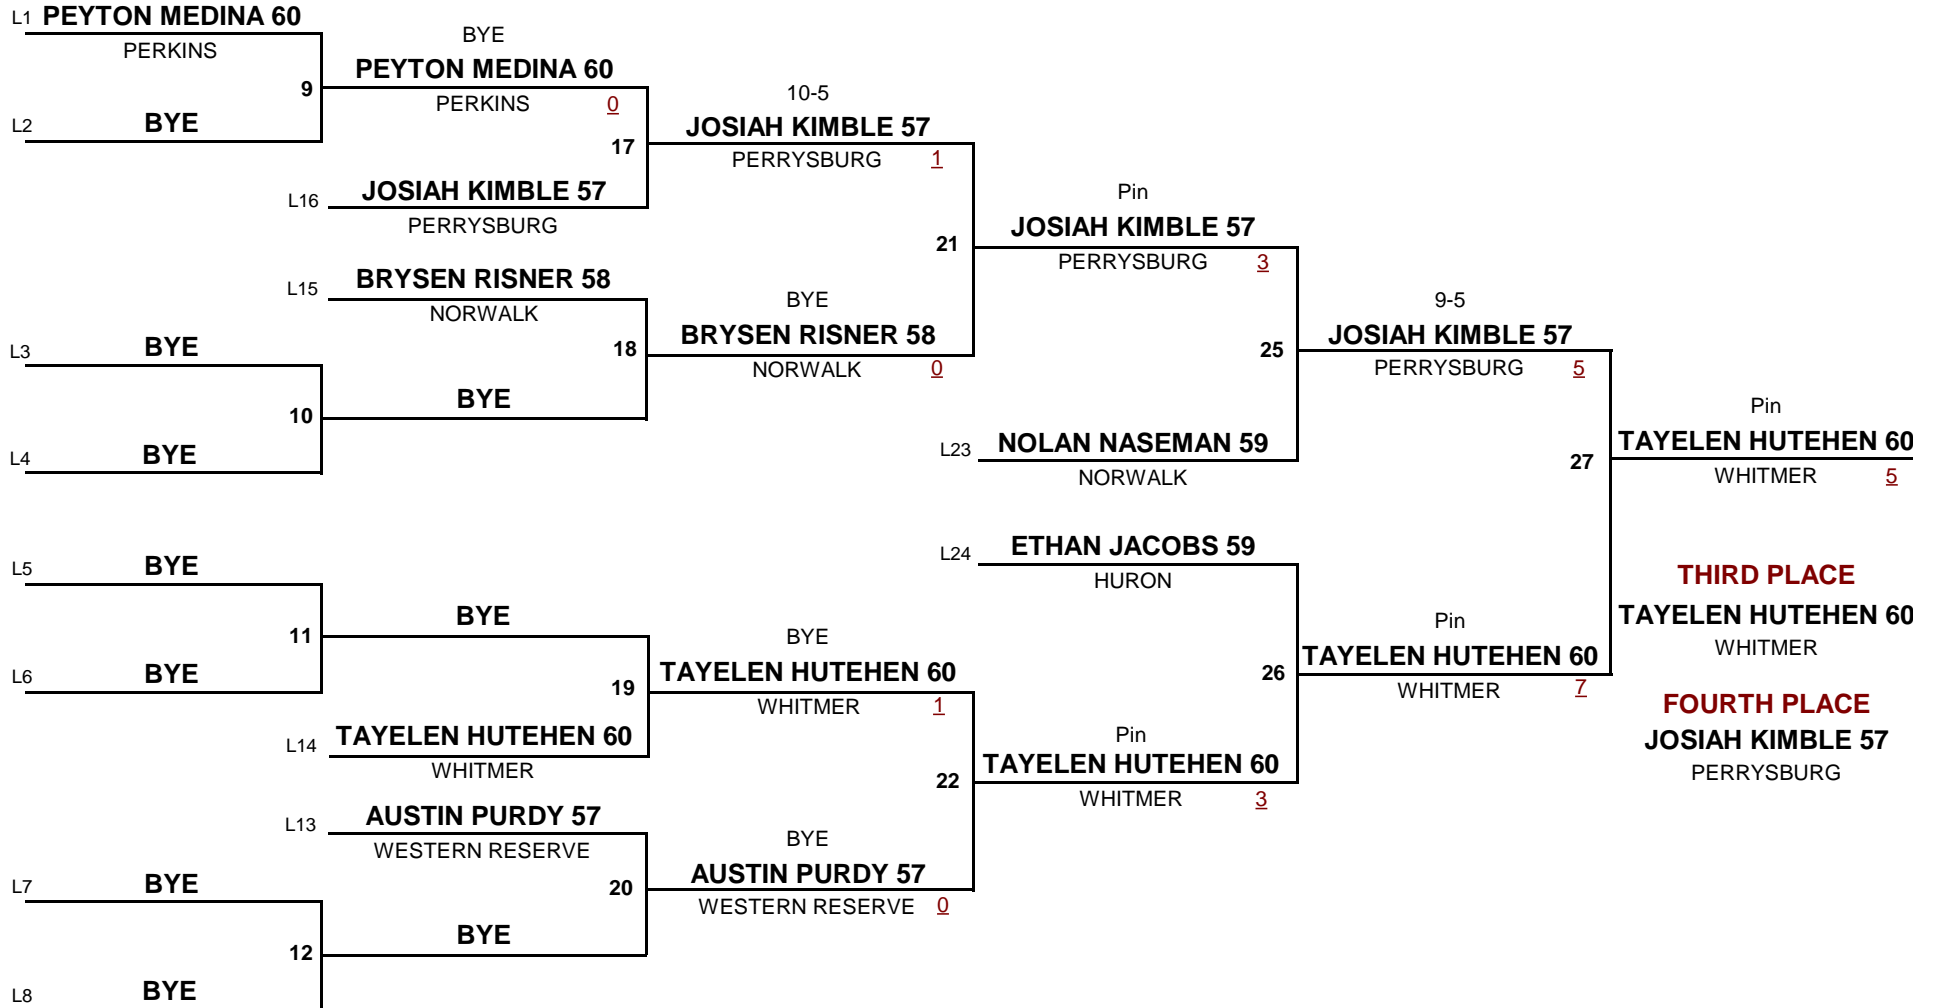 L1 PEYTON MEDINA 60
PERKINS
BYE
PEYTON MEDINA 60
9
PERKINS 0
L2 BYE
10-5
JOSIAH KIMBLE 57
17
PERRYSBURG 1
L16 JOSIAH KIMBLE 57
PERRYSBURG
Pin
JOSIAH KIMBLE 57
21
PERRYSBURG 3
L15 BRYSEN RISNER 58
NORWALK
BYE
BRYSEN RISNER 58
18
NORWALK 0
L3 BYE
10
BYE
L4 BYE
9-5
JOSIAH KIMBLE 57
25
PERRYSBURG 5
L23 NOLAN NASEMAN 59
NORWALK
Pin
TAYELEN HUTEHEN 60
27
WHITMER 5
L5 BYE
11
BYE
L6 BYE
L24 ETHAN JACOBS 59
HURON
THIRD PLACE
TAYELEN HUTEHEN 60
WHITMER
Pin
TAYELEN HUTEHEN 60
26
WHITMER 7
FOURTH PLACE
JOSIAH KIMBLE 57
PERRYSBURG
BYE
TAYELEN HUTEHEN 60
19
WHITMER 1
L14 TAYELEN HUTEHEN 60
WHITMER
Pin
TAYELEN HUTEHEN 60
22
WHITMER 3
L13 AUSTIN PURDY 57
WESTERN RESERVE
BYE
AUSTIN PURDY 57
20
WESTERN RESERVE 0
L7 BYE
12
BYE
L8 BYE